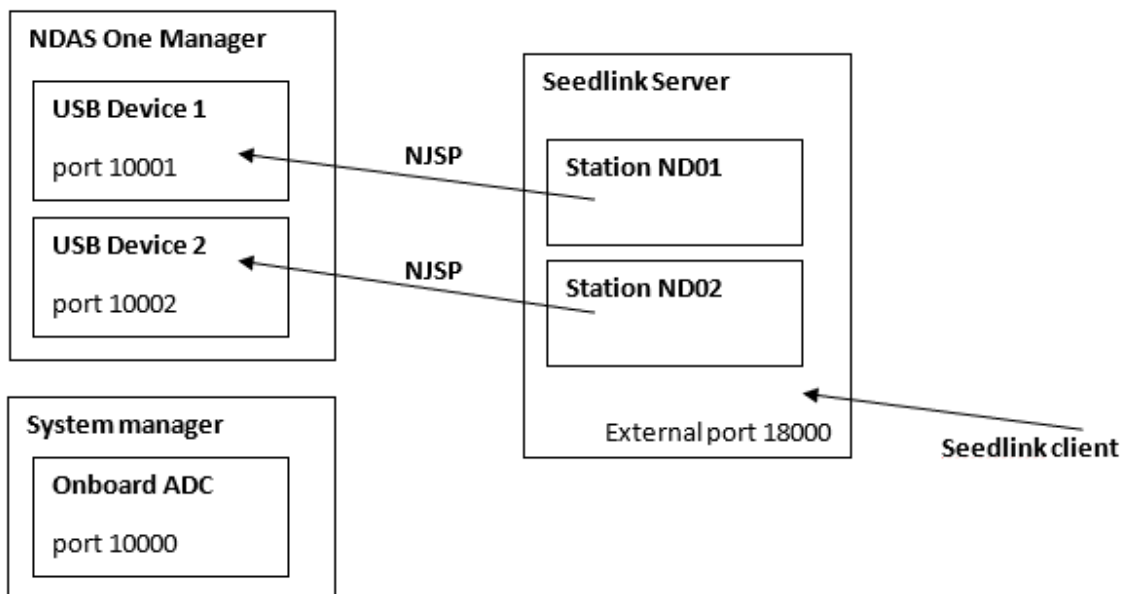 NDAS One Manager
USB Device 1
port 10001
USB Device 2
port 10002
NJSP
NJSP
Seedlink Server
Station ND01
Station ND02
External port 18000
Seedlink client
System manager
Onboard ADC
port 10000